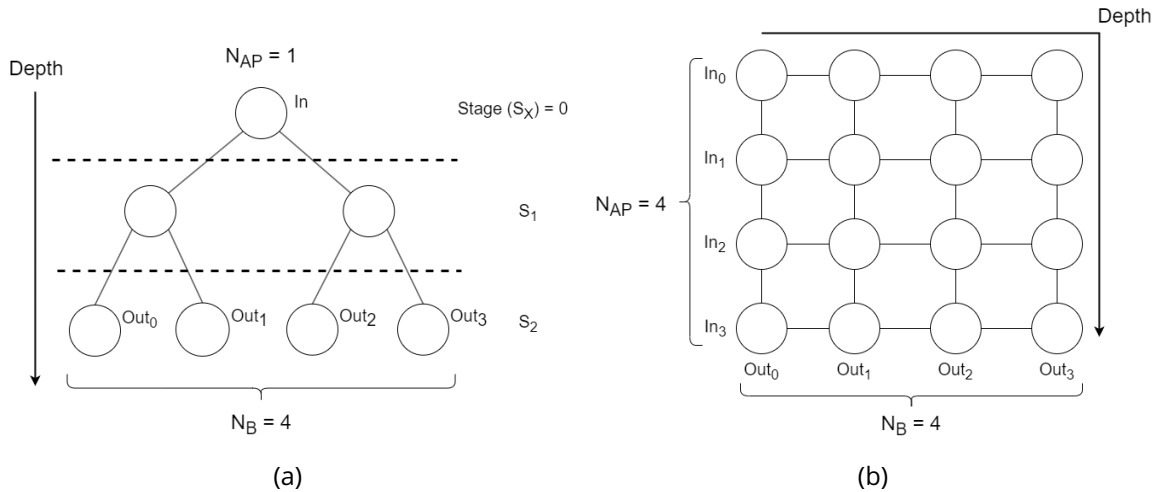 Depth
N_AP = 1
In
Stage (S_X) = 0
S_1
Out_0
Out_1
Out_2
Out_3
S_2
N_B = 4
(a)
Depth
In_0
In_1
N_AP = 4
In_2
In_3
Out_0
Out_1
Out_2
Out_3
N_B = 4
(b)